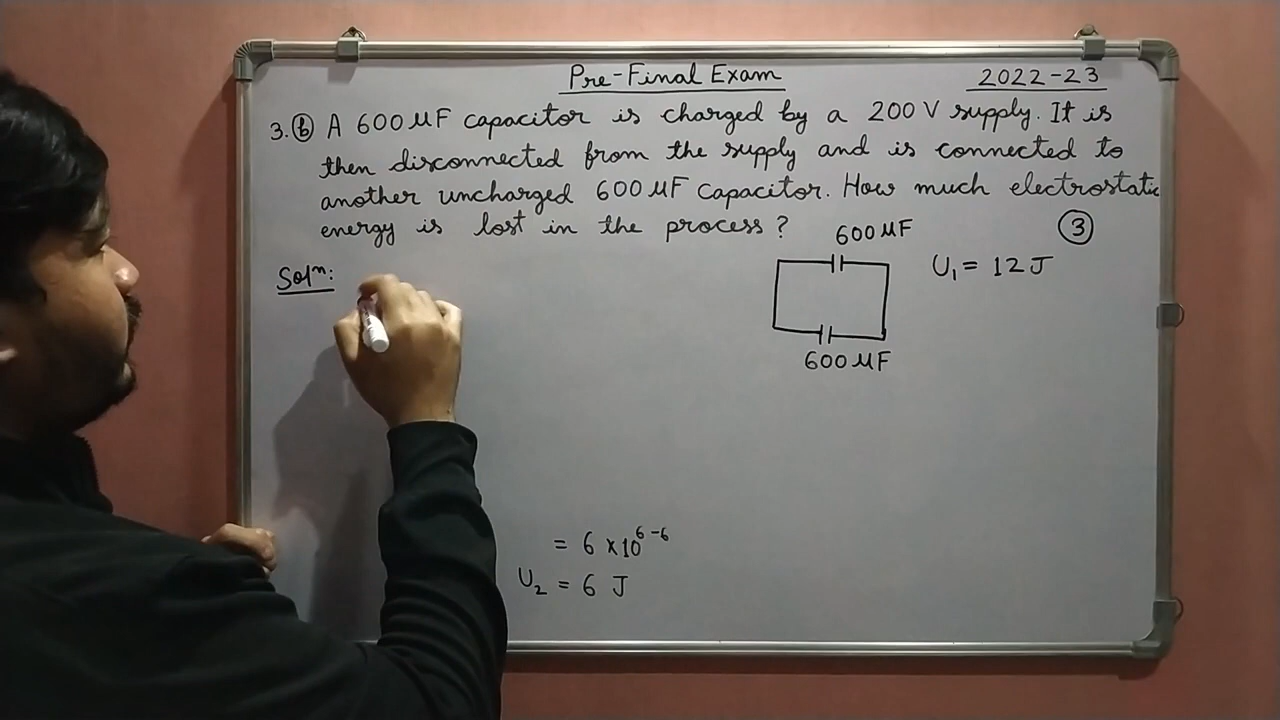 Pre-Final Exam 2022-23
3. ⓑ A 600 μF capacitor is charged by a 200 V supply. It is
then disconnected from the supply and is connected to
another uncharged 600 μF capacitor. How much electrostatic
energy is lost in the process? ③
600 μF
Solⁿ: U₁ = 12 J
600 μF
= 6 × 10⁶⁻⁶
U₂ = 6 J